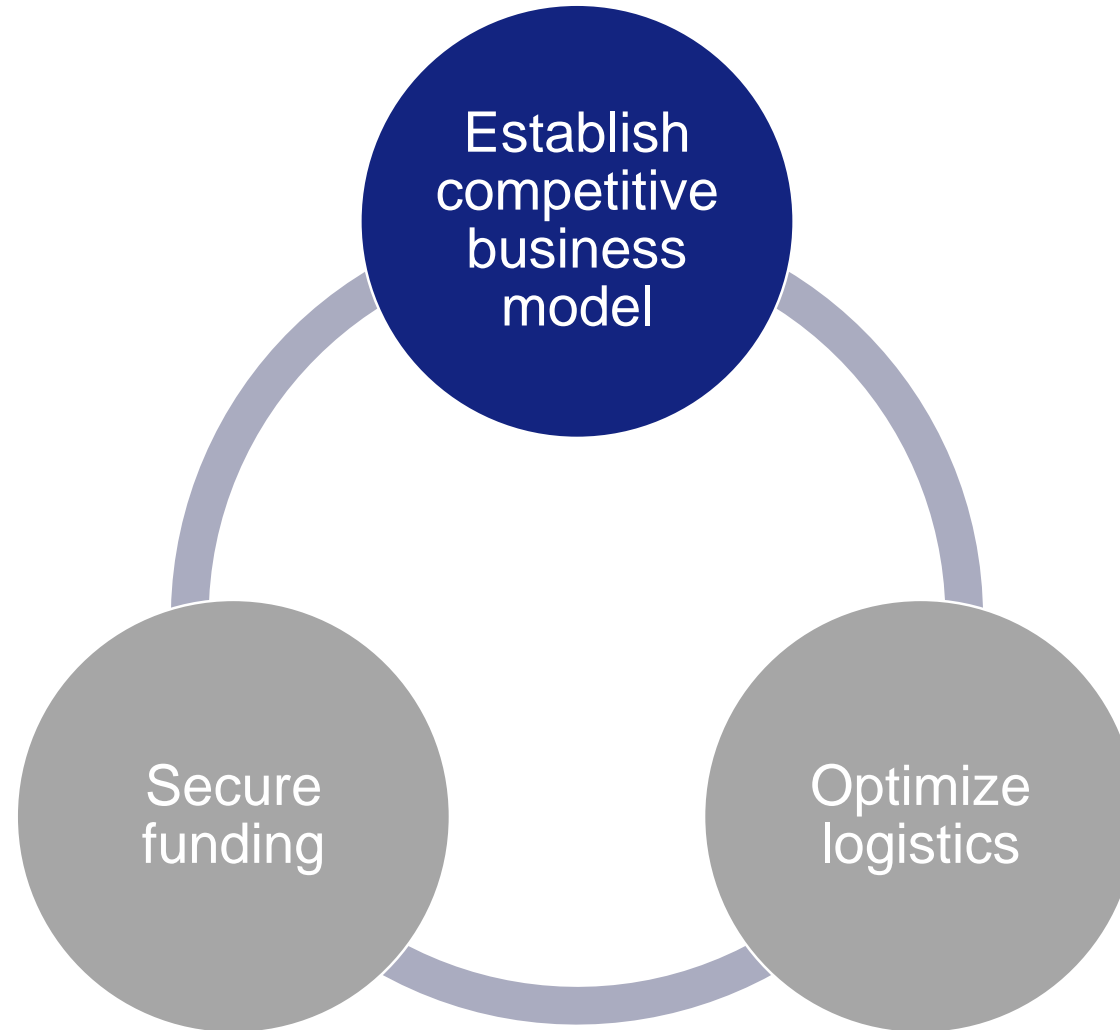 Establish
competitive
business
model
Secure
funding
Optimize
logistics